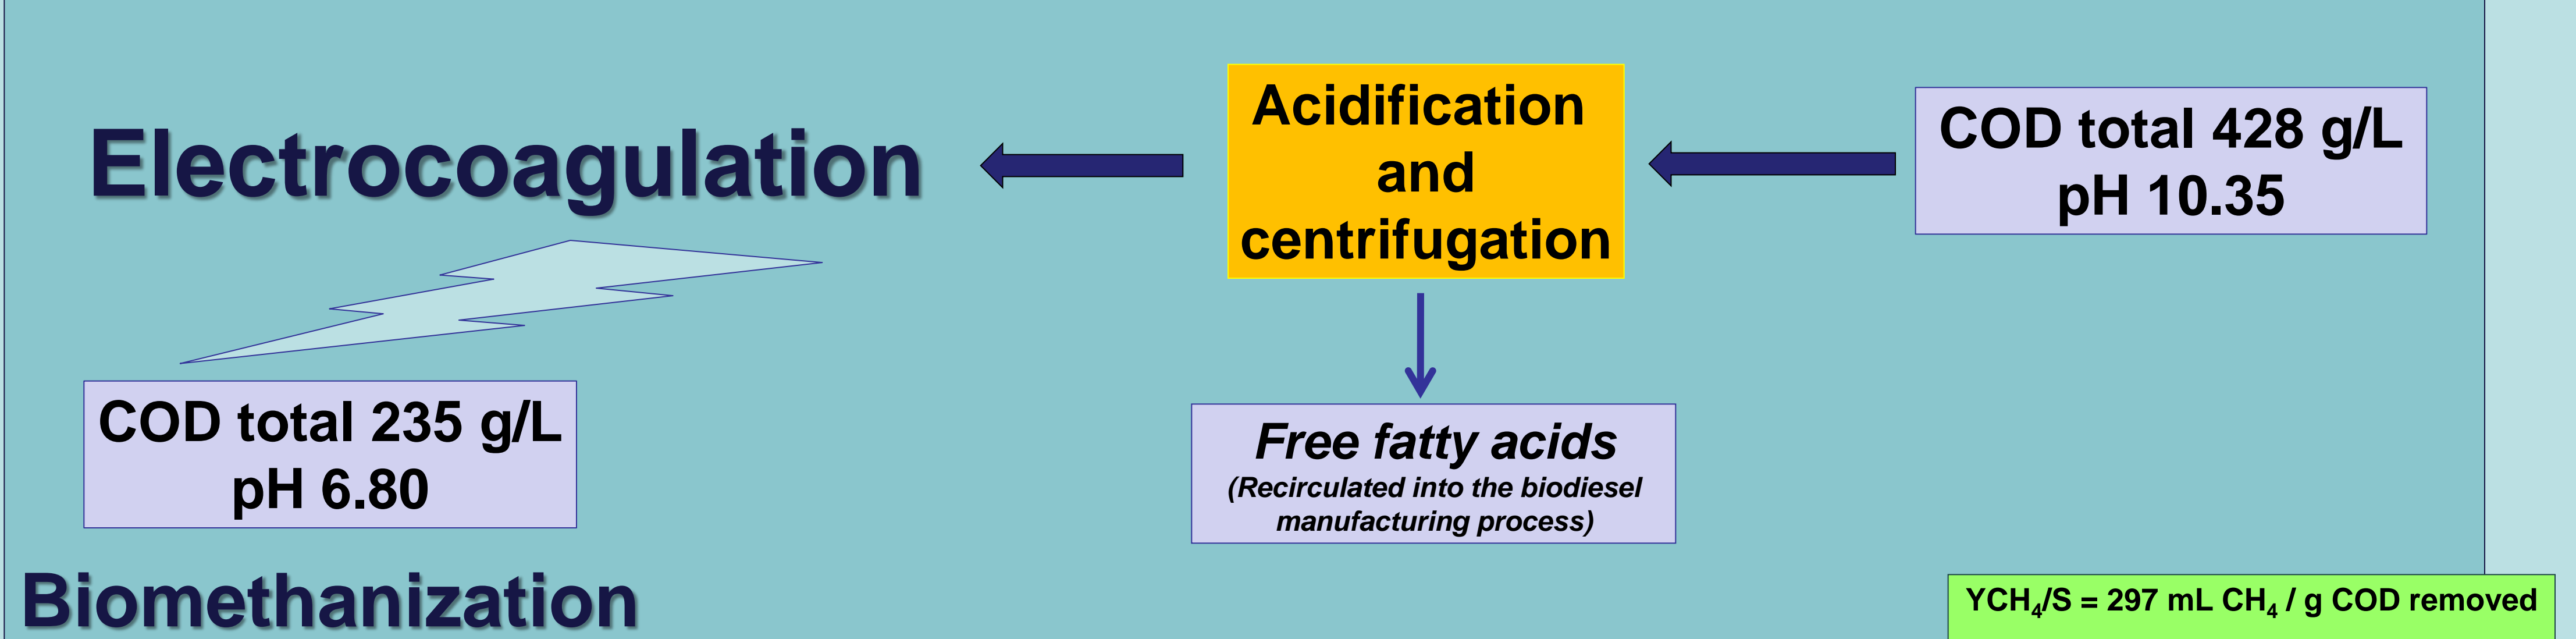 Electrocoagulation
Acidification
and
centrifugation
COD total 428 g/L
pH 10.35
COD total 235 g/L
pH 6.80
Free fatty acids
(Recirculated into the biodiesel
manufacturing process)
Biomethanization
YCH₄/S = 297 mL CH₄ / g COD removed